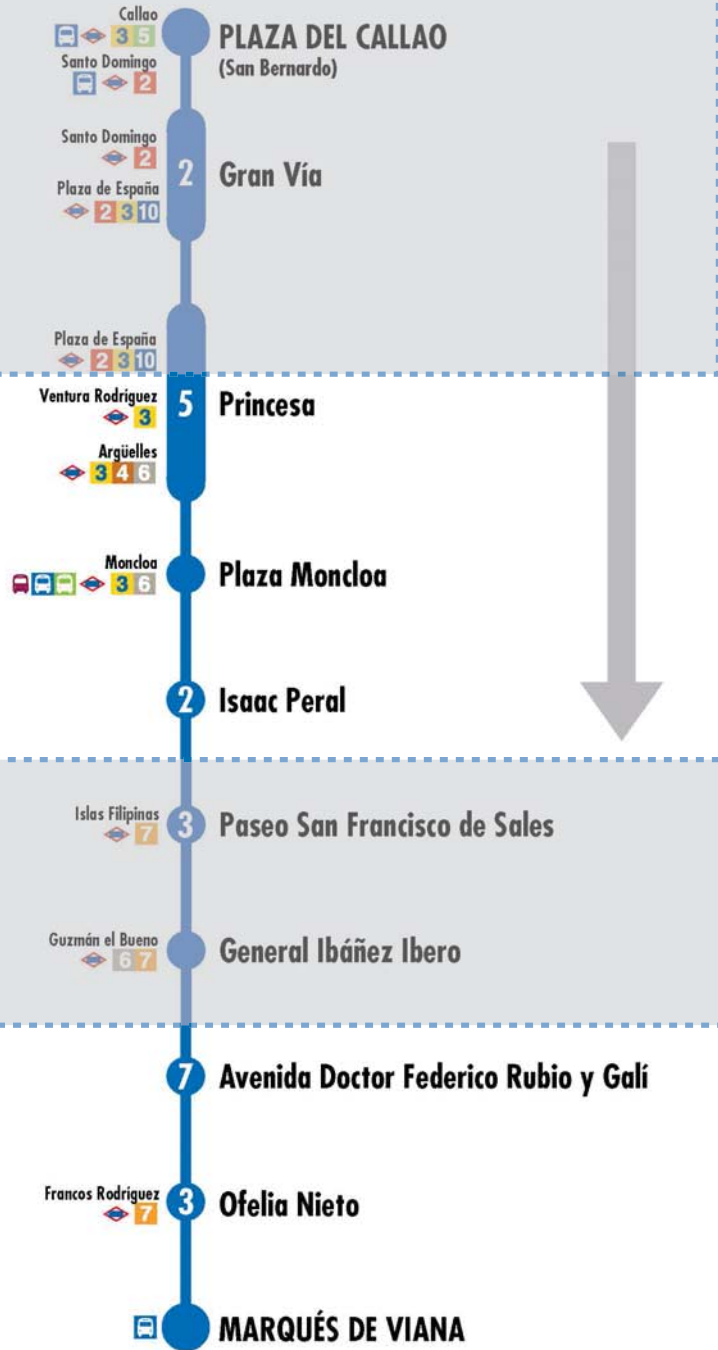 Callao
3 5
PLAZA DEL CALLAO
(San Bernardo)
Santo Domingo
2
Santo Domingo
2
2
Gran Vía
Plaza de España
2 3 10
Plaza de España
2 3 10
Ventura Rodríguez
3
5
Princesa
Argüelles
3 4 6
Moncloa
3 6
Plaza Moncloa
2
Isaac Peral
Islas Filipinas
7
3
Paseo San Francisco de Sales
Guzmán el Bueno
6 7
General Ibáñez Ibero
7
Avenida Doctor Federico Rubio y Galí
Francos Rodríguez
7
3
Ofelia Nieto
MARQUÉS DE VIANA